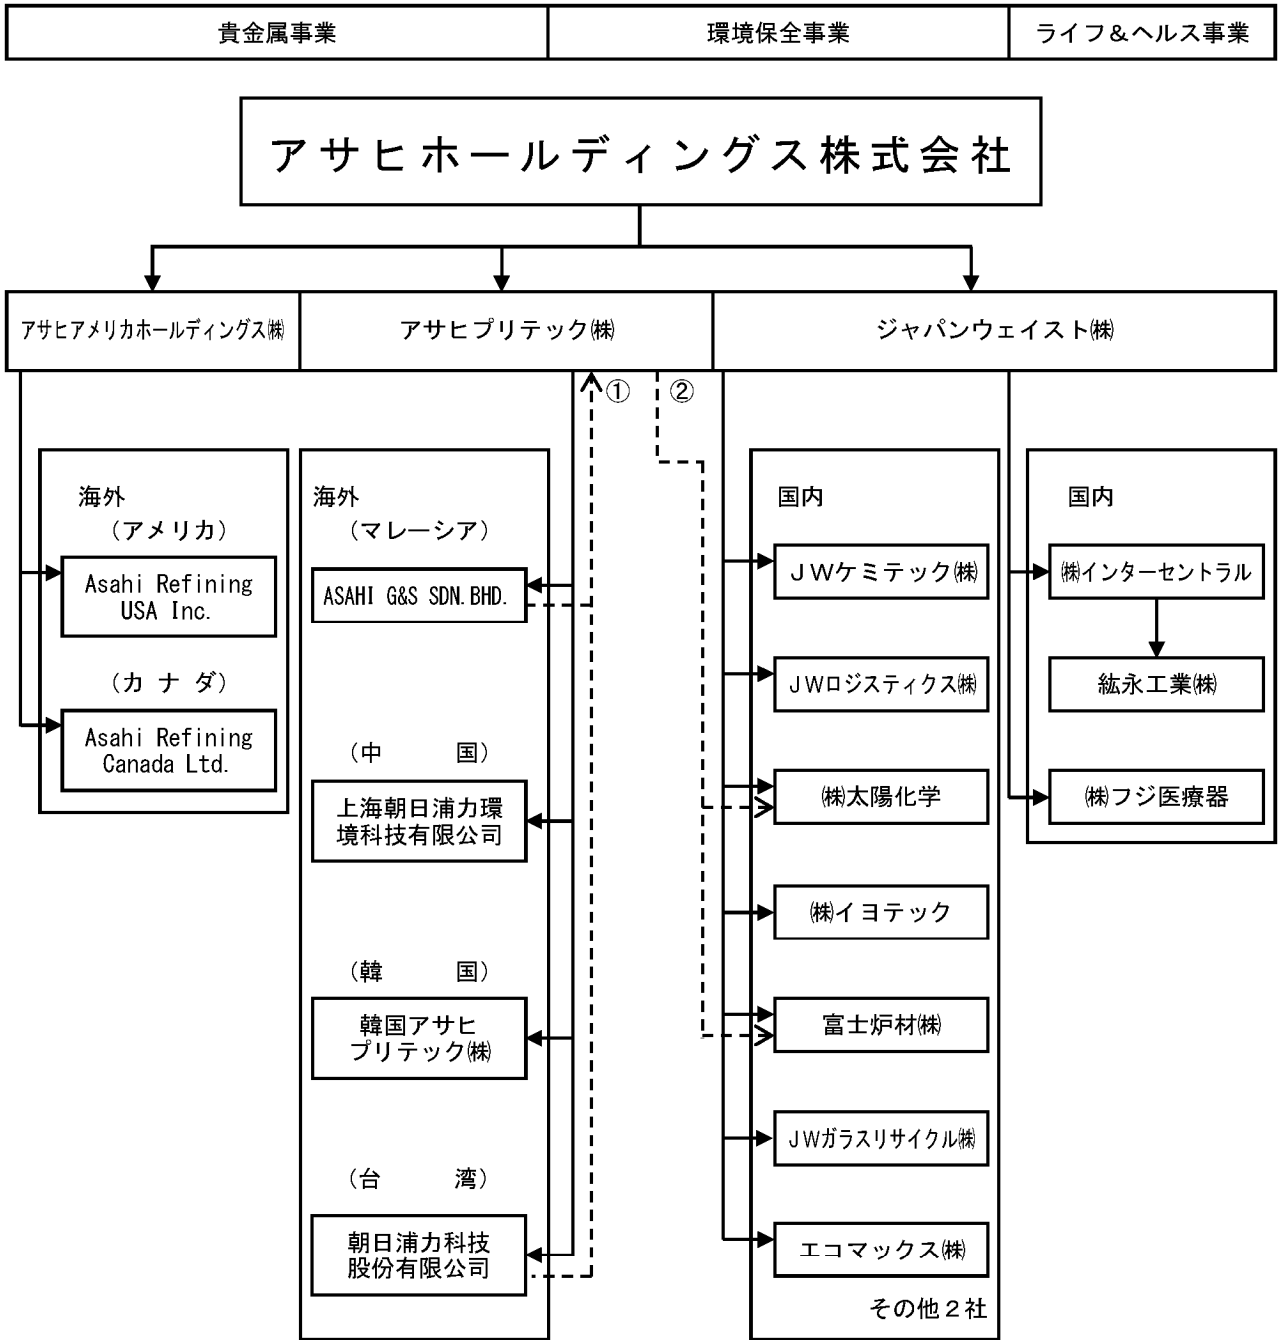 貴金属事業
環境保全事業
ライフ＆ヘルス事業
アサヒホールディングス株式会社
アサヒアメリカホールディングス㈱
アサヒプリテック㈱
ジャパンウェイスト㈱
①
②
海外
（アメリカ）
Asahi Refining
USA Inc.
（カナダ）
Asahi Refining
Canada Ltd.
海外
（マレーシア）
ASAHI G&S SDN.BHD.
（中　　国）
上海朝日浦力環
境科技有限公司
（韓　　国）
韓国アサヒ
プリテック㈱
（台　　湾）
朝日浦力科技
股份有限公司
国内
ＪＷケミテック㈱
ＪＷロジスティクス㈱
㈱太陽化学
㈱イヨテック
富士炉材㈱
ＪＷガラスリサイクル㈱
エコマックス㈱
その他２社
国内
㈱インターセントラル
紘永工業㈱
㈱フジ医療器